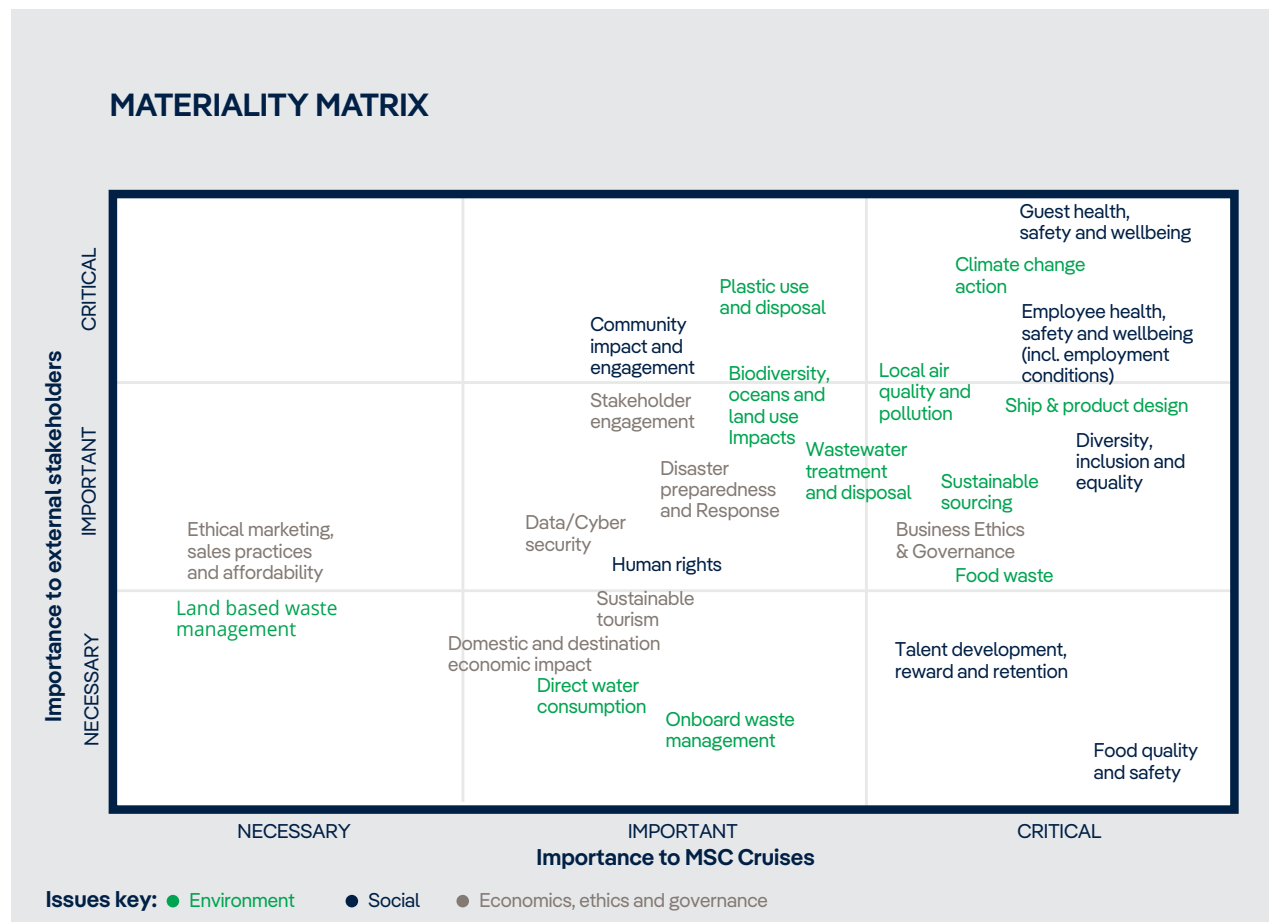 MATERIALITY MATRIX
Importance to external stakeholders
CRITICAL
IMPORTANT
NECESSARY
Guest health,
safety and wellbeing
Climate change
action
Plastic use
and disposal
Employee health,
safety and wellbeing
(incl. employment
conditions)
Community
impact and
engagement
Biodiversity,
oceans and
land use
Impacts
Local air
quality and
pollution
Stakeholder
engagement
Ship & product design
Diversity,
inclusion and
equality
Wastewater
treatment
and disposal
Disaster
preparedness
and Response
Sustainable
sourcing
Data/Cyber
security
Ethical marketing,
sales practices
and affordability
Business Ethics
& Governance
Human rights
Food waste
Land based waste
management
Sustainable
tourism
Domestic and destination
economic impact
Talent development,
reward and retention
Direct water
consumption
Onboard waste
management
Food quality
and safety
NECESSARY
IMPORTANT
CRITICAL
Importance to MSC Cruises
Issues key: Environment Social Economics, ethics and governance